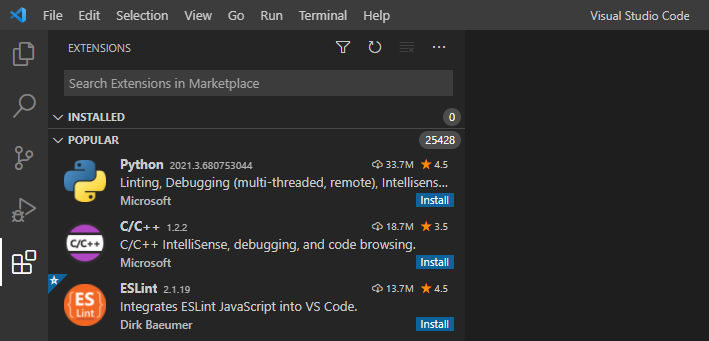 File Edit Selection View Go Run Terminal Help Visual Studio Code
EXTENSIONS
Search Extensions in Marketplace
INSTALLED 0
POPULAR 25428
Python 2021.3.680753044 33.7M 4.5
Linting, Debugging (multi-threaded, remote), Intellisens...
Microsoft Install
C/C++ C/C++ 1.2.2 18.7M 3.5
C/C++ IntelliSense, debugging, and code browsing.
Microsoft Install
ES Lint ESLint 2.1.19 13.7M 4.5
Integrates ESLint JavaScript into VS Code.
Dirk Baeumer Install